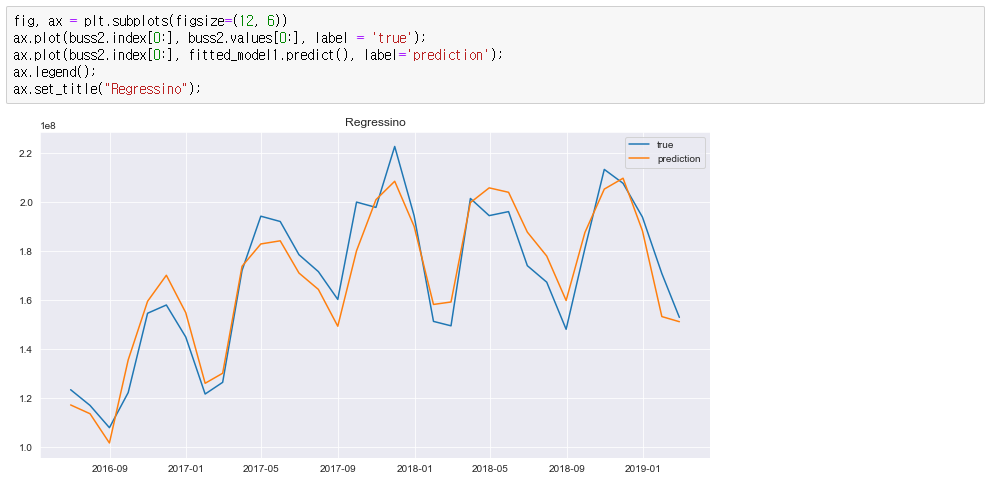 fig, ax = plt.subplots(figsize=(12, 6))
ax.plot(buss2.index[0:], buss2.values[0:], label = 'true');
ax.plot(buss2.index[0:], fitted_model1.predict(), label='prediction');
ax.legend();
ax.set_title("Regressino");
Regressino
1e8
true
prediction
2.2
2.0
1.8
1.6
1.4
1.2
1.0
2016-09 2017-01 2017-05 2017-09 2018-01 2018-05 2018-09 2019-01